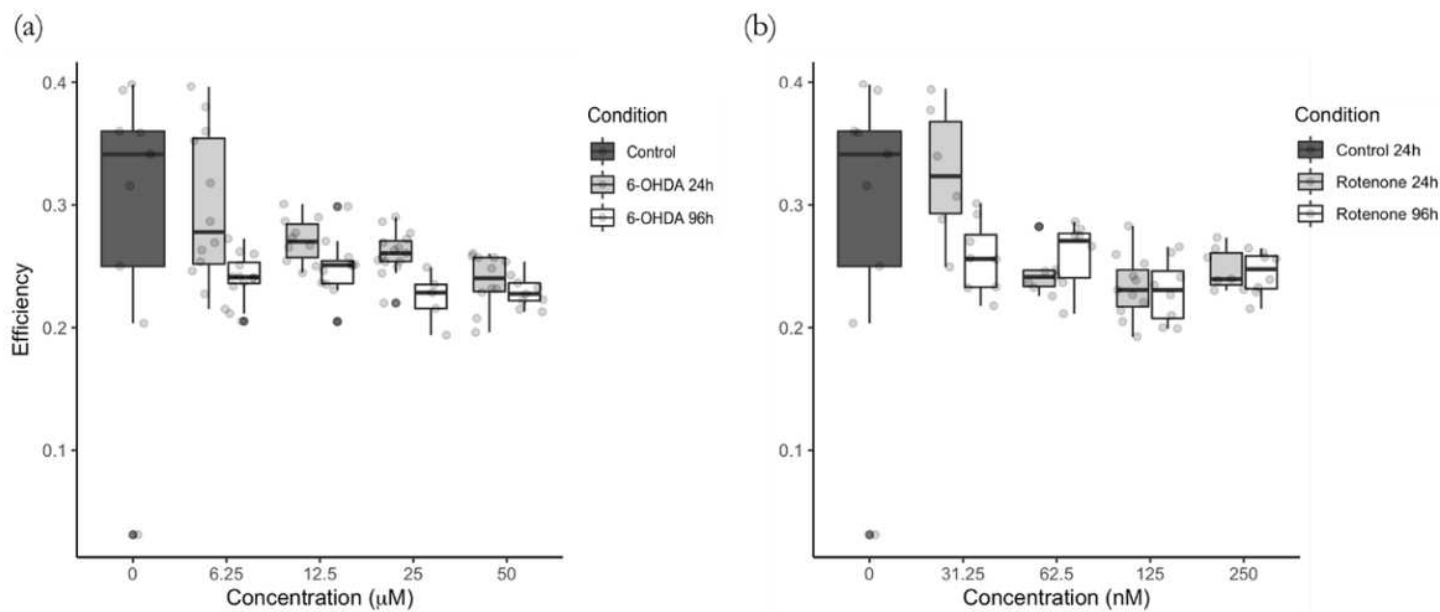 (a)
Efficiency
0.4
0.3
0.2
0.1
0 6.25 12.5 25 50
Concentration (μM)
Condition
Control
6-OHDA 24h
6-OHDA 96h
(b)
0.4
0.3
0.2
0.1
0 31.25 62.5 125 250
Concentration (nM)
Condition
Control 24h
Rotenone 24h
Rotenone 96h